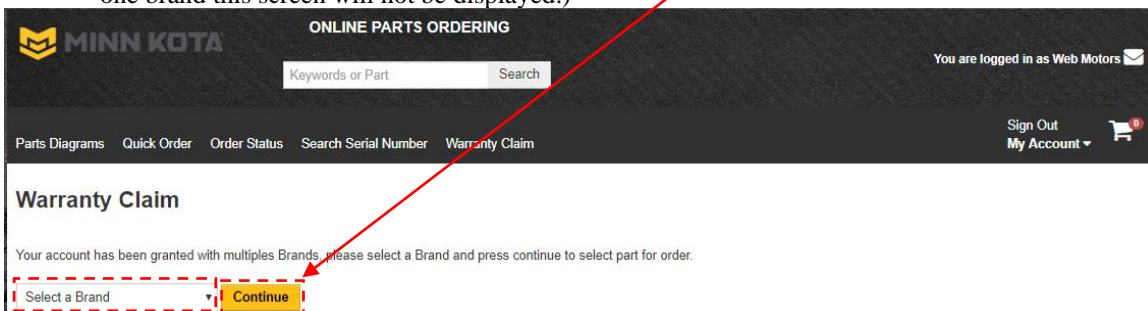 one brand this screen will not be displayed.)
MINN KOTA
ONLINE PARTS ORDERING
Keywords or Part Search
You are logged in as Web Motors
Parts Diagrams Quick Order Order Status Search Serial Number Warranty Claim
Sign Out
My Account
0
Warranty Claim
Your account has been granted with multiples Brands, please select a Brand and press continue to select part for order.
Select a Brand Continue